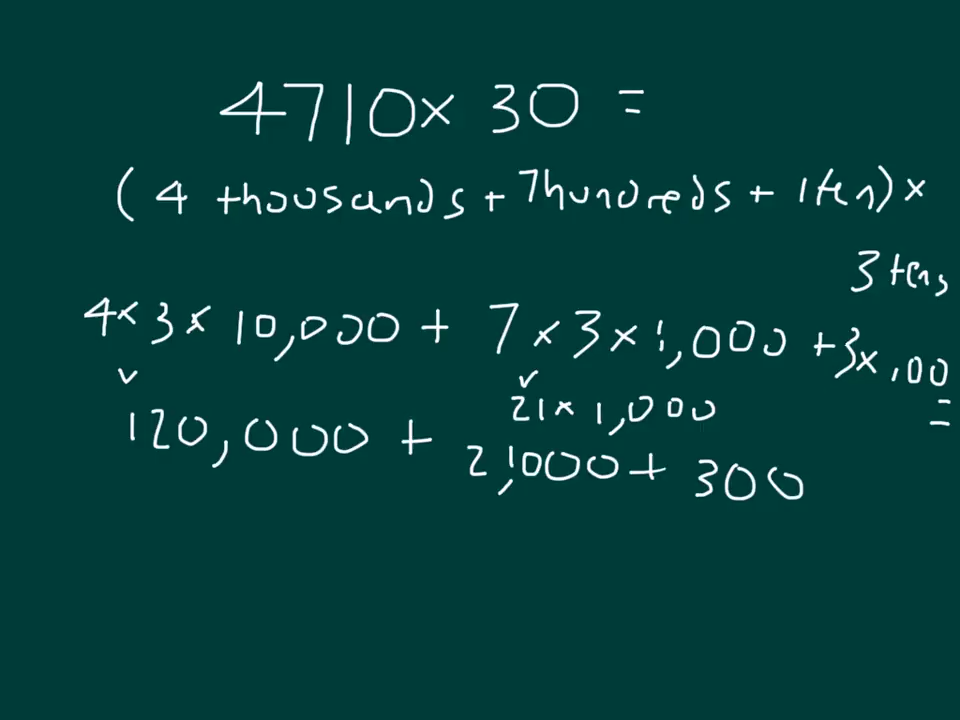 4710 x 30 =
(4 thousands + 7 hundreds + 1 ten) x
3 tens
4 x 3 x 10,000 + 7 x 3 x 1,000 + 3 x 100
=
21 x 1,000
120,000 + 21,000 + 300